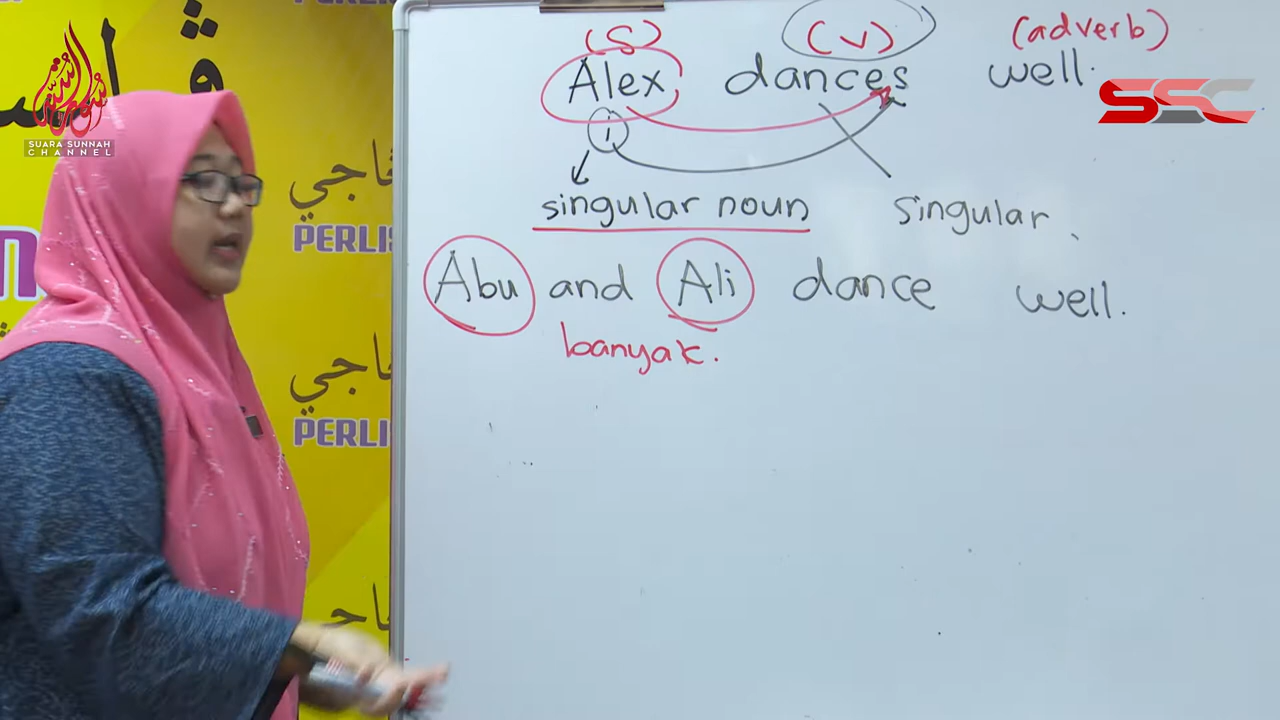 (S) (v) (adverb)
Alex dances well.
1
singular noun singular
Abu and Ali dance well.
banyak.
SUARA SUNNAH
CHANNEL
SSC
PERLIS
PERLIS